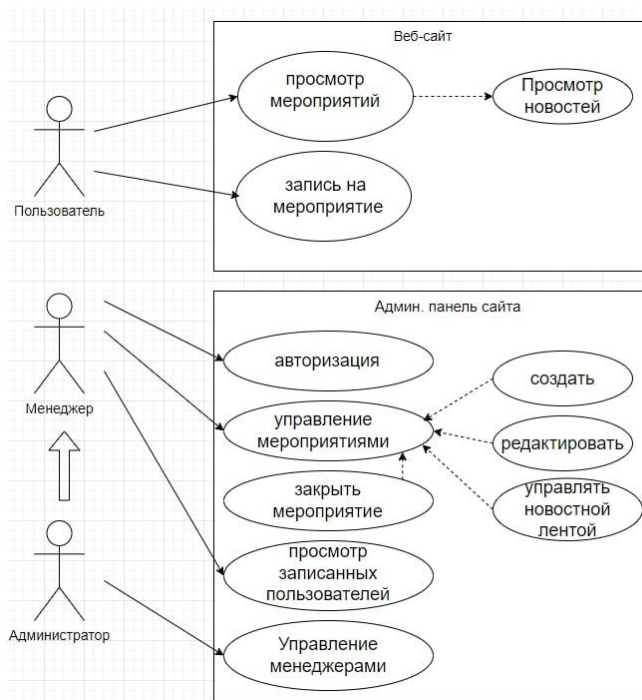 Веб-сайт
просмотр
мероприятий
Просмотр
новостей
запись на
мероприятие
Пользователь
Админ. панель сайта
авторизация
создать
Менеджер
управление
мероприятиями
редактировать
закрыть
мероприятие
управлять
новостной
лентой
просмотр
записанных
пользователей
Администратор
Управление
менеджерами